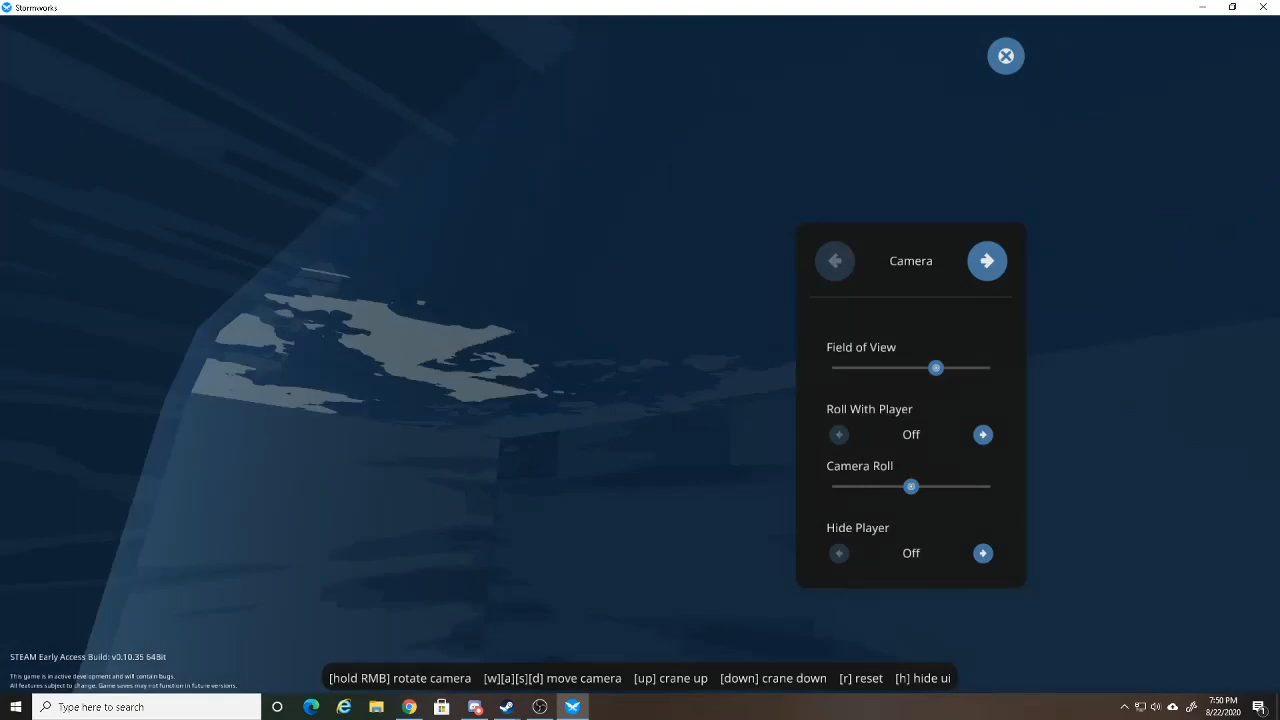 Stormworks
Camera
Field of View
Roll With Player
Off
Camera Roll
Hide Player
Off
STEAM Early Access Build: v0.10.35 64Bit
This game is in active development and will contain bugs.
All features subject to change. Game saves may not function in future versions.
[hold RMB] rotate camera [w][a][s][d] move camera [up] crane up [down] crane down [r] reset [h] hide ui
Type here to search
7:50 PM
8/22/2020